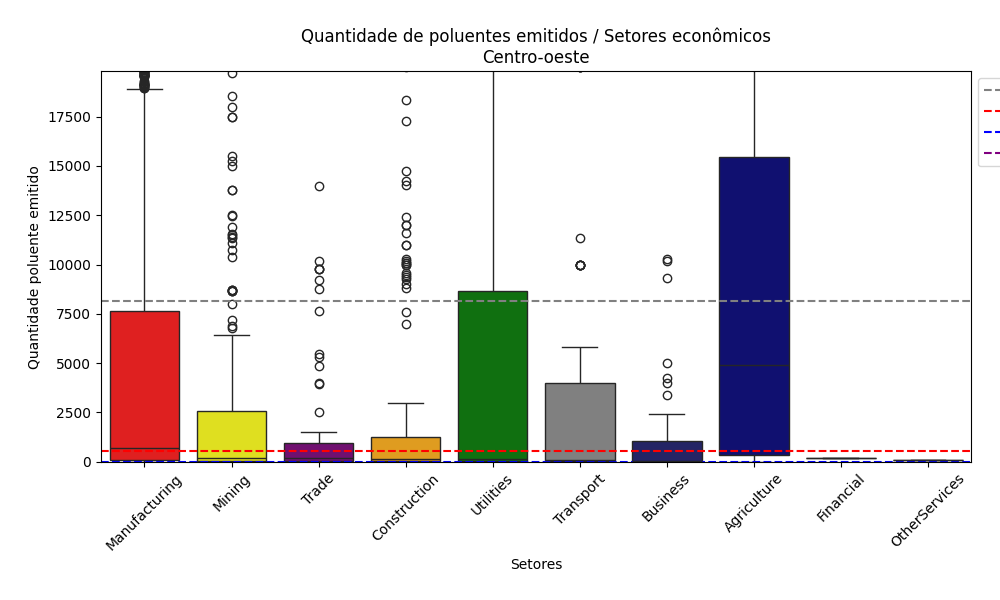 Quantidade de poluentes emitidos / Setores econômicos
Centro-oeste
17500
15000
12500
10000
7500
5000
2500
0
Quantidade poluente emitido
Manufacturing
Mining
Trade
Construction
Utilities
Transport
Business
Agriculture
Financial
OtherServices
Setores